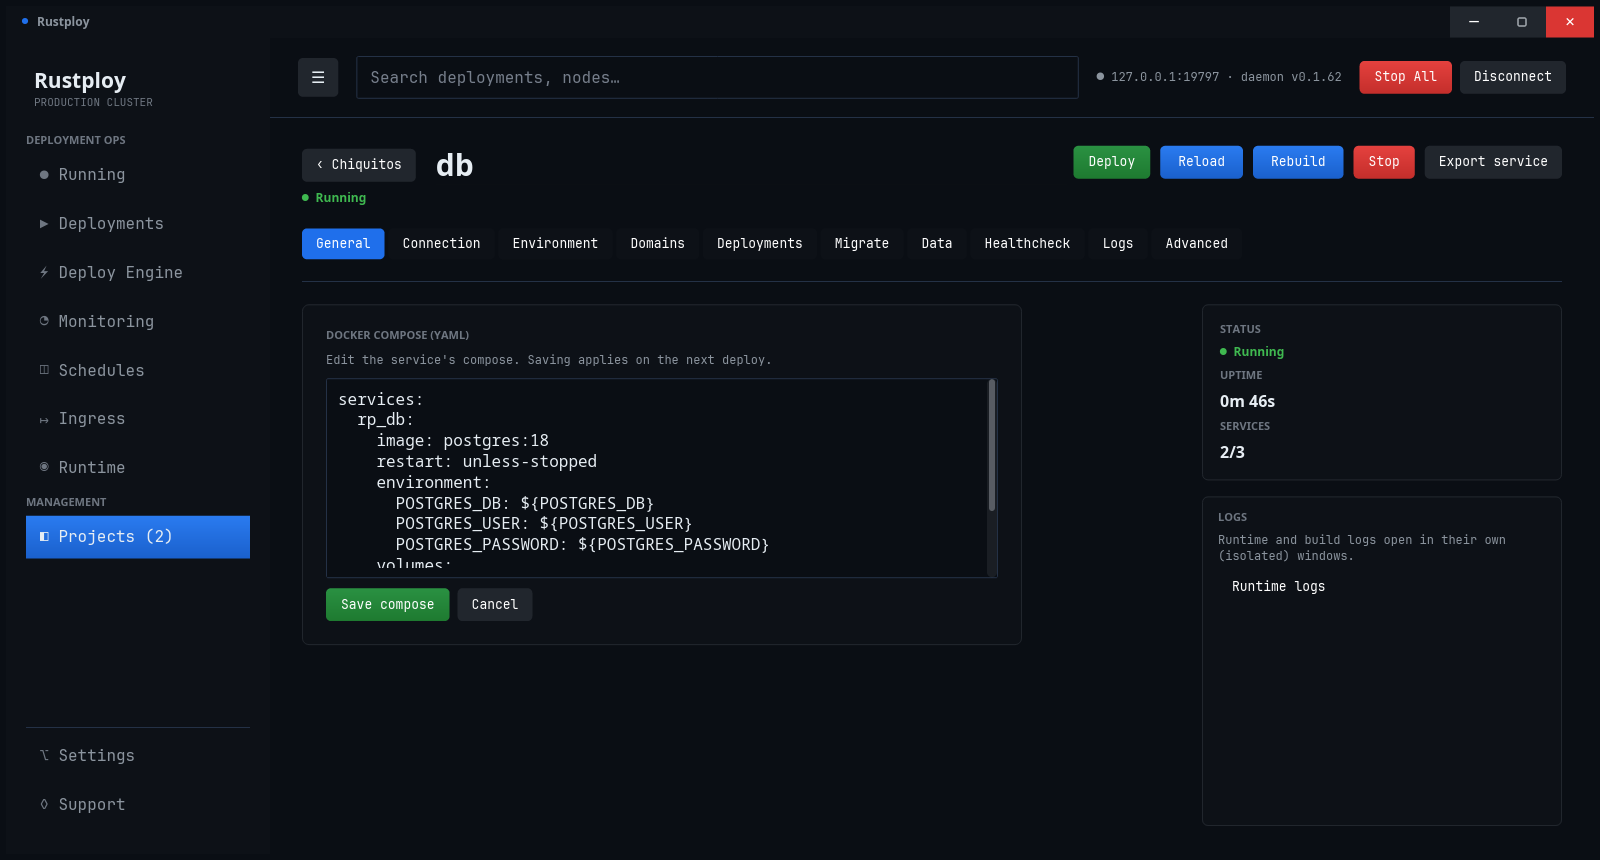 Rustploy
Rustploy
PRODUCTION CLUSTER
DEPLOYMENT OPS
Running
Deployments
Deploy Engine
Monitoring
Schedules
Ingress
Runtime
MANAGEMENT
Projects (2)
Settings
Support
Search deployments, nodes…
127.0.0.1:19797 · daemon v0.1.62
Stop All
Disconnect
‹ Chiquitos
db
Running
Deploy
Reload
Rebuild
Stop
Export service
General
Connection
Environment
Domains
Deployments
Migrate
Data
Healthcheck
Logs
Advanced
DOCKER COMPOSE (YAML)
Edit the service's compose. Saving applies on the next deploy.
services:
rp_db:
image: postgres:18
restart: unless-stopped
environment:
POSTGRES_DB: ${POSTGRES_DB}
POSTGRES_USER: ${POSTGRES_USER}
POSTGRES_PASSWORD: ${POSTGRES_PASSWORD}
volumes:
Save compose
Cancel
STATUS
Running
UPTIME
0m 46s
SERVICES
2/3
LOGS
Runtime and build logs open in their own
(isolated) windows.
Runtime logs